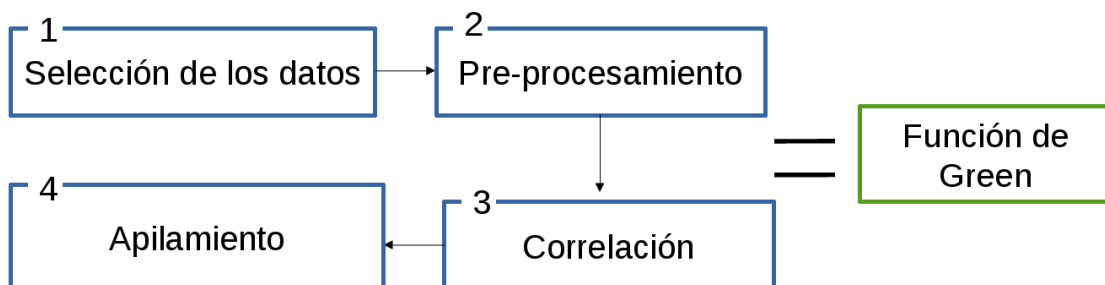 1
Selección de los datos
2
Pre-procesamiento
3
Correlación
4
Apilamiento
Función de
Green